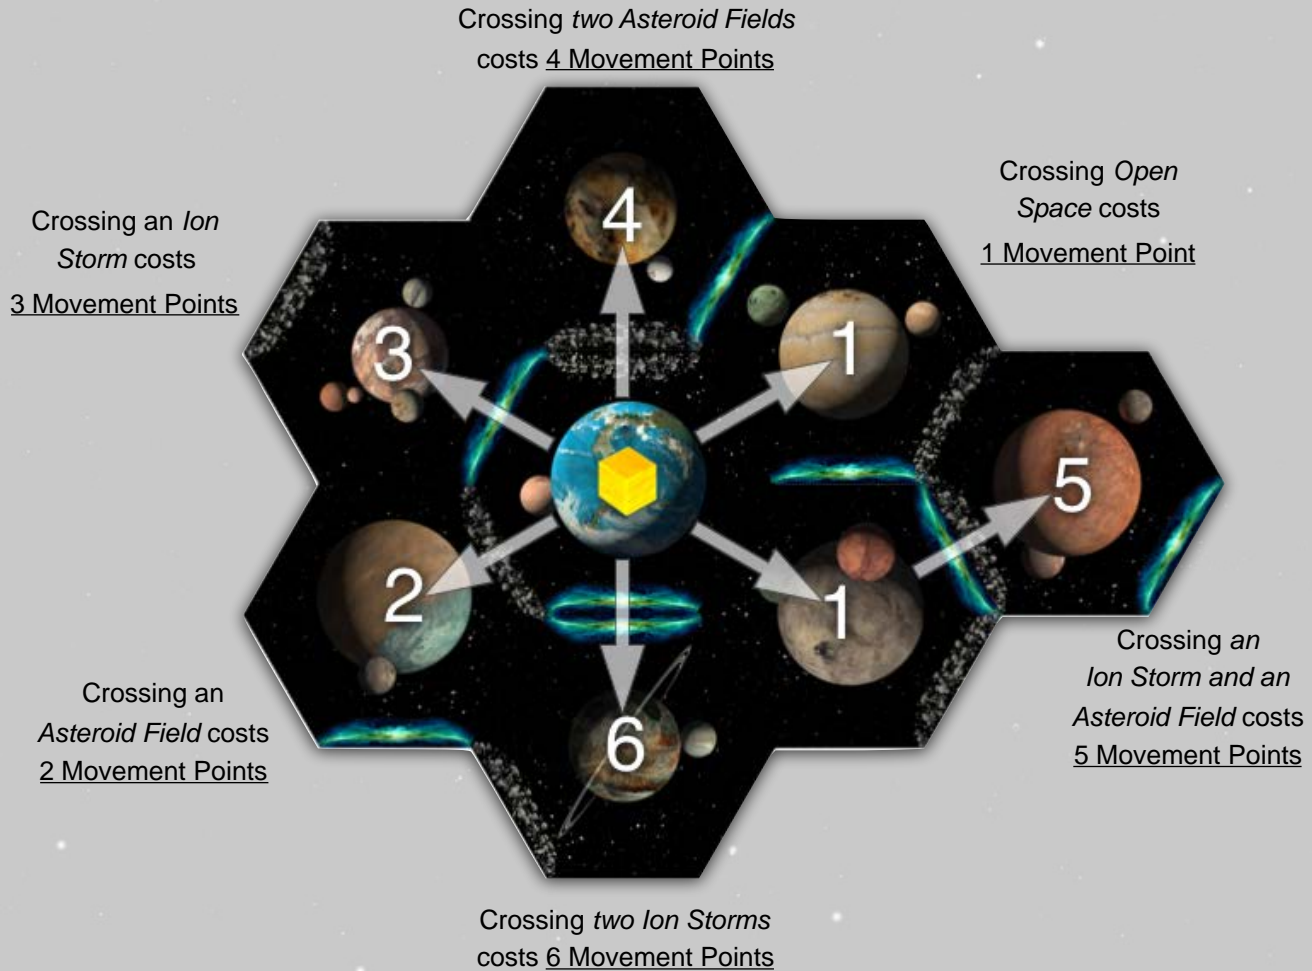 Crossing two Asteroid Fields
costs 4 Movement Points
Crossing Open
Space costs
1 Movement Point
Crossing an Ion
Storm costs
3 Movement Points
4
3
1
5
2
1
6
Crossing an
Ion Storm and an
Asteroid Field costs
5 Movement Points
Crossing an
Asteroid Field costs
2 Movement Points
Crossing two Ion Storms
costs 6 Movement Points